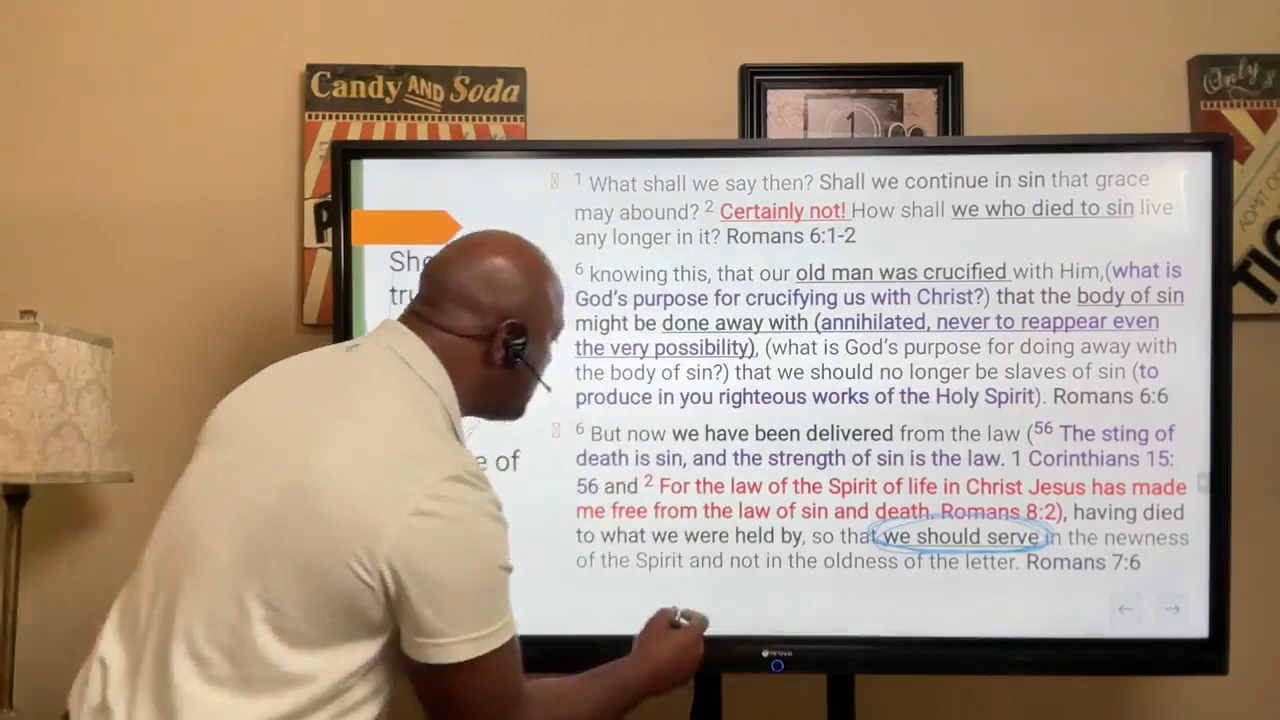 Candy AND Soda
Only
1
ADMIT
TIC
1 What shall we say then? Shall we continue in sin that grace
may abound? 2 Certainly not! How shall we who died to sin live
any longer in it? Romans 6:1-2
She
tru
6 knowing this, that our old man was crucified with Him,(what is
God's purpose for crucifying us with Christ?) that the body of sin
might be done away with (annihilated, never to reappear even
the very possibility), (what is God's purpose for doing away with
the body of sin?) that we should no longer be slaves of sin (to
produce in you righteous works of the Holy Spirit). Romans 6:6
e of
6 But now we have been delivered from the law (56 The sting of
death is sin, and the strength of sin is the law. 1 Corinthians 15:
56 and 2 For the law of the Spirit of life in Christ Jesus has made
me free from the law of sin and death. Romans 8:2), having died
to what we were held by, so that we should serve in the newness
of the Spirit and not in the oldness of the letter. Romans 7:6